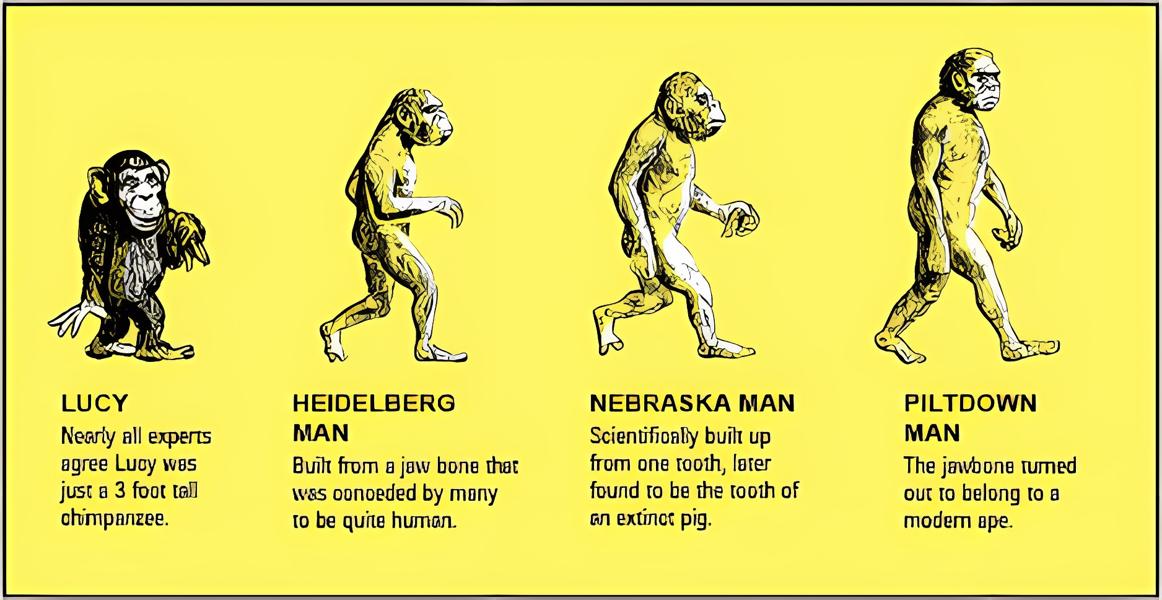 LUCY
Nearly all experts
agree Lucy was
just a 3 foot tall
chimpanzee.
HEIDELBERG
MAN
Built from a jaw bone that
was conceded by many
to be quite human.
NEBRASKA MAN
Scientifically built up
from one tooth, later
found to be the tooth of
an extinct pig.
PILTDOWN
MAN
The jawbone turned
out to belong to a
modern ape.